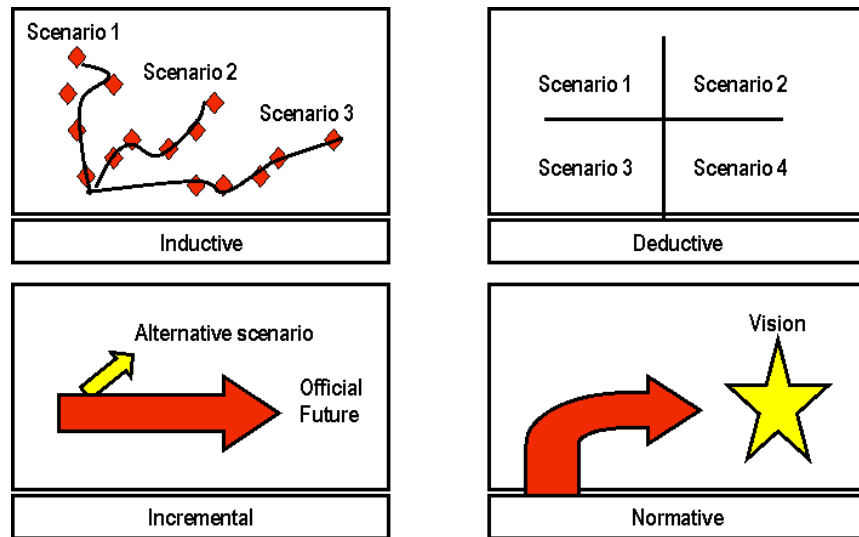 Scenario 1
Scenario 2
Scenario 3
Inductive
Scenario 1
Scenario 2
Scenario 3
Scenario 4
Deductive
Alternative scenario
Official
Future
Incremental
Vision
Normative